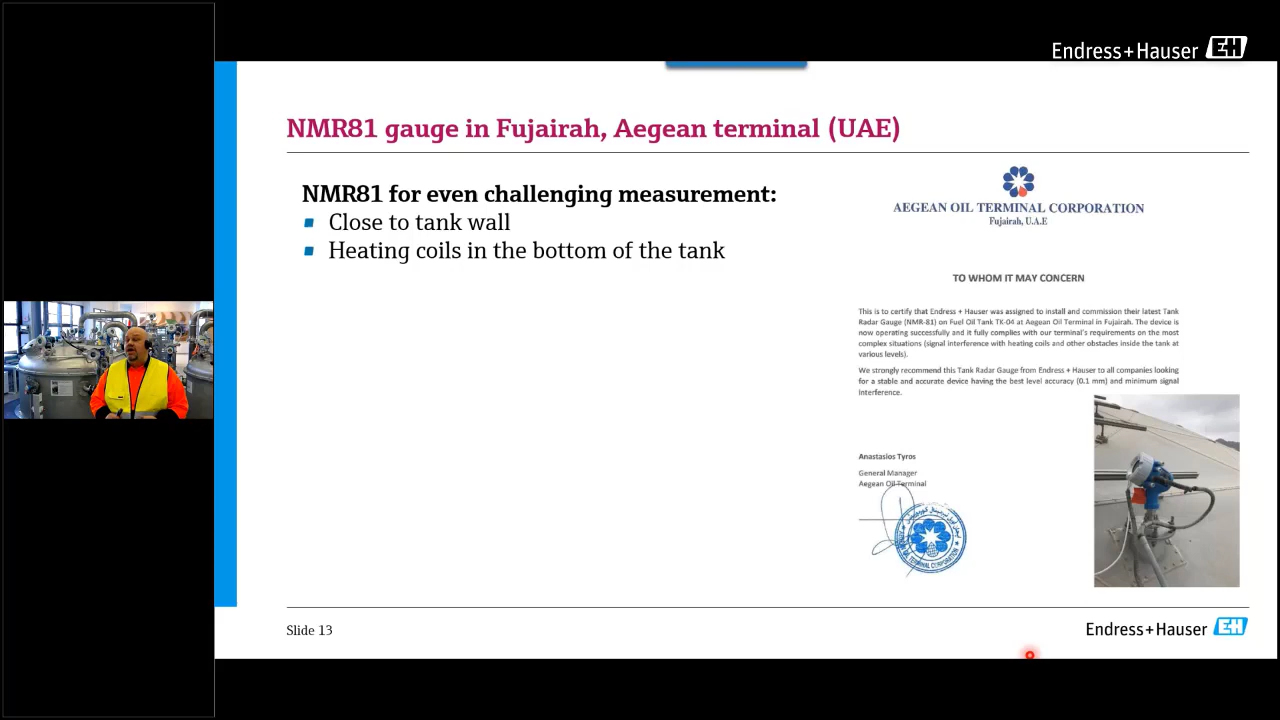 Endress+Hauser EH
NMR81 gauge in Fujairah, Aegean terminal (UAE)
NMR81 for even challenging measurement:
Close to tank wall
Heating coils in the bottom of the tank
AEGEAN OIL TERMINAL CORPORATION
Fujairah, U.A.E
TO WHOM IT MAY CONCERN
This is to certify that Endress + Hauser was assigned to install and commission their latest Tank
Radar Gauge (NMR-81) on Fuel Oil Tank TK-04 at Aegean Oil Terminal in Fujairah. The device is
now operating successfully and it fully complies with our terminal's requirements on the most
complex situations (signal interference with heating coils and other obstacles inside the tank at
various levels).
We strongly recommend this Tank Radar Gauge from Endress + Hauser to all companies looking
for a stable and accurate device having the best level accuracy (0.1 mm) and minimum signal
interference.
Anastasios Tyros
General Manager
Aegean Oil Terminal
OIL TERMINAL CORPORATION
Slide 13
Endress+Hauser EH